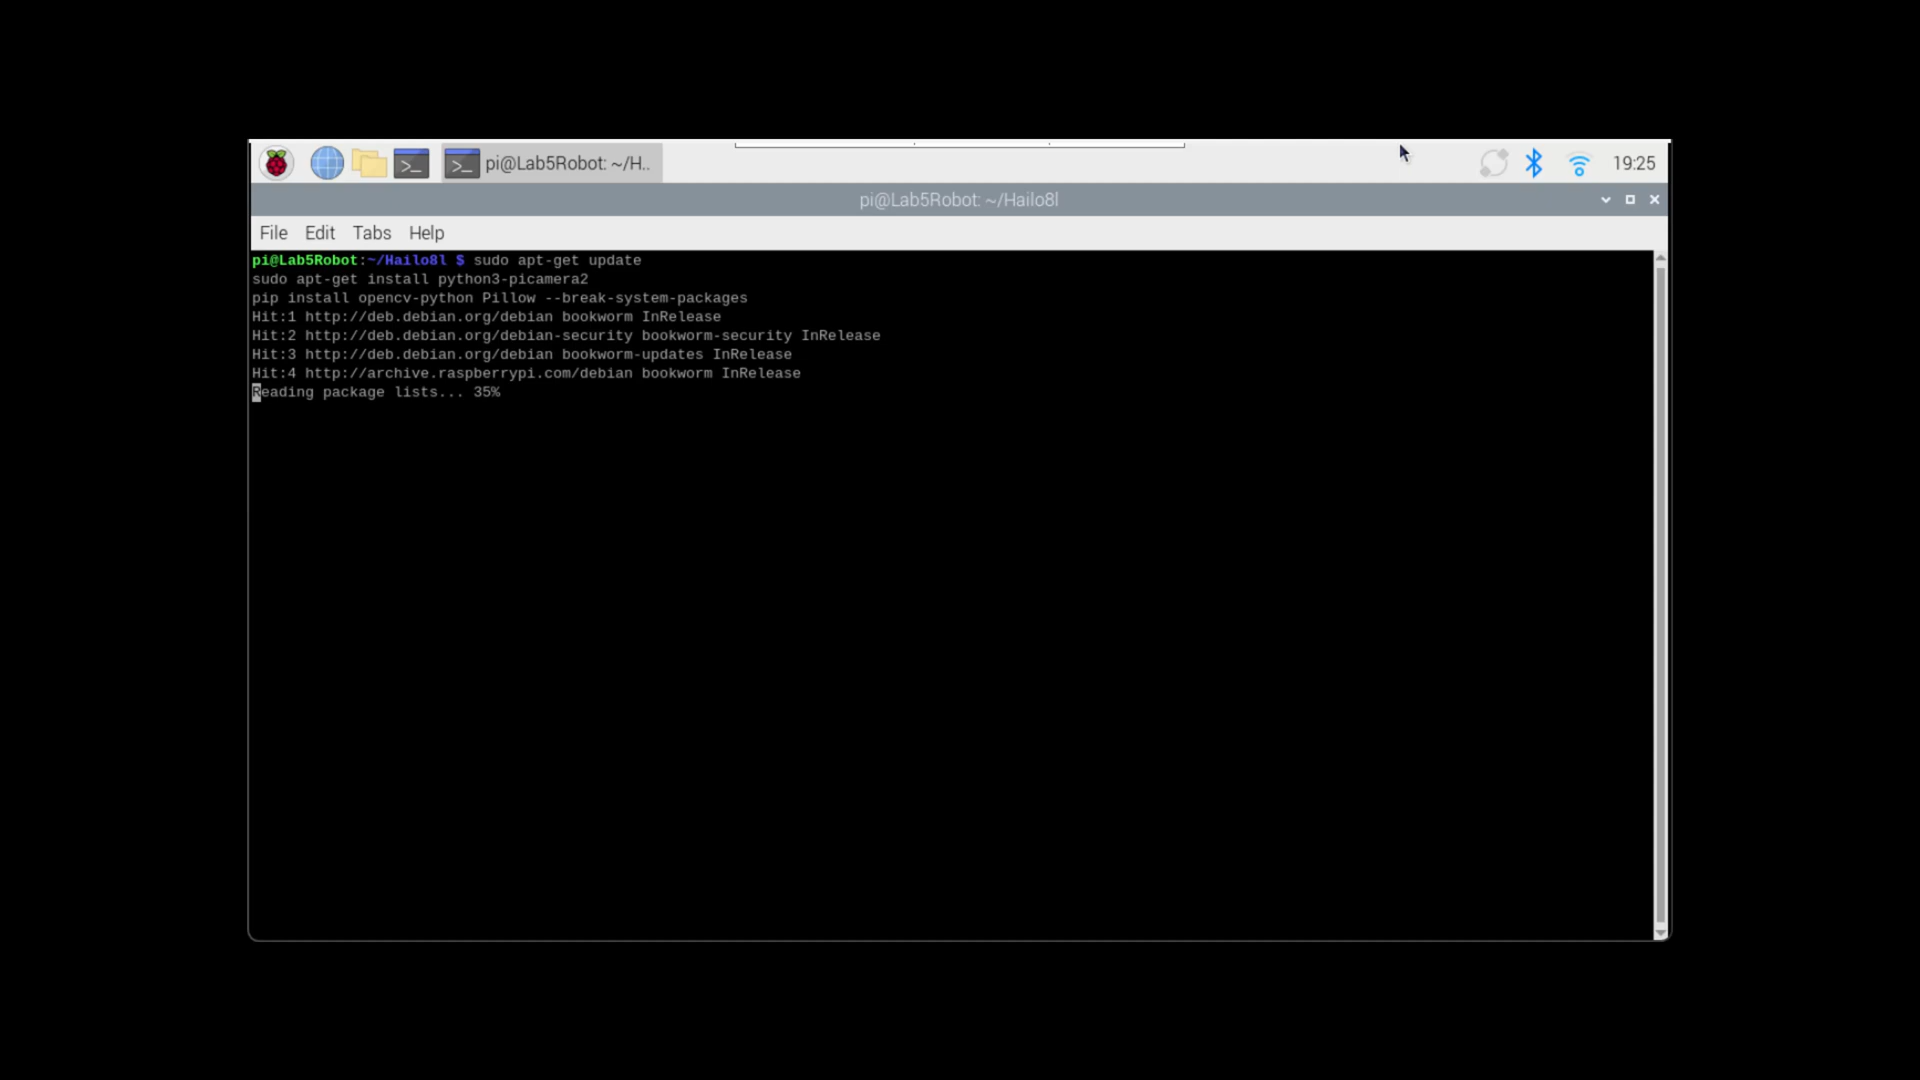 pi@Lab5Robot: ~/H..
19:25
pi@Lab5Robot: ~/Hailo8l
File Edit Tabs Help
pi@Lab5Robot:~/Hailo8l $ sudo apt-get update
sudo apt-get install python3-picamera2
pip install opencv-python Pillow --break-system-packages
Hit:1 http://deb.debian.org/debian bookworm InRelease
Hit:2 http://deb.debian.org/debian-security bookworm-security InRelease
Hit:3 http://deb.debian.org/debian bookworm-updates InRelease
Hit:4 http://archive.raspberrypi.com/debian bookworm InRelease
Reading package lists... 35%